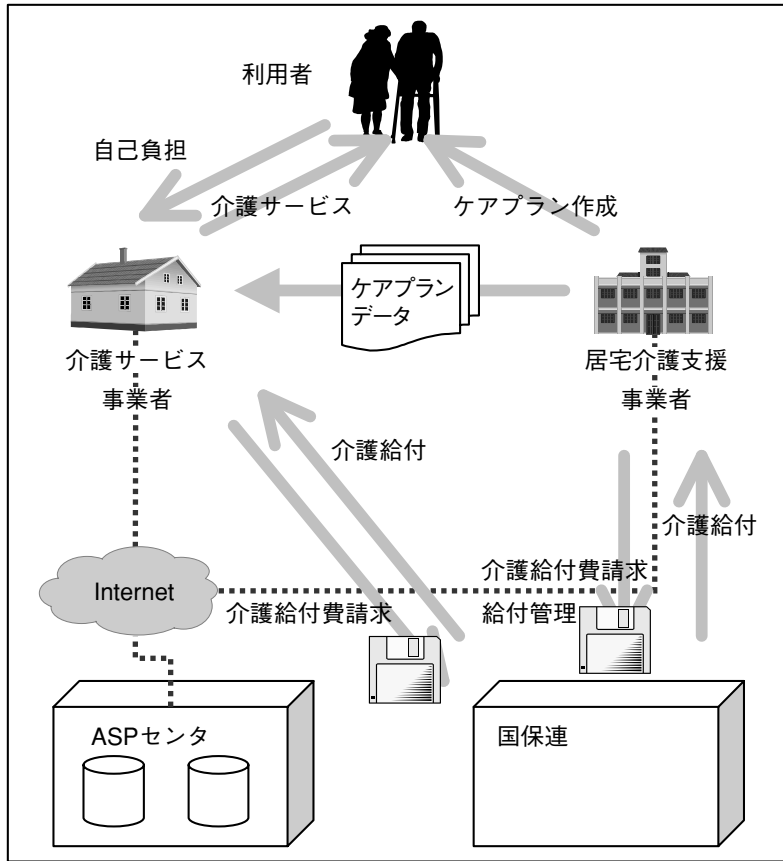 利用者
自己負担
介護サービス
ケアプラン作成
ケアプラン
データ
介護サービス
事業者
居宅介護支援
事業者
介護給付
介護給付
Internet
介護給付費請求
介護給付費請求
給付管理
ASPセンタ
国保連